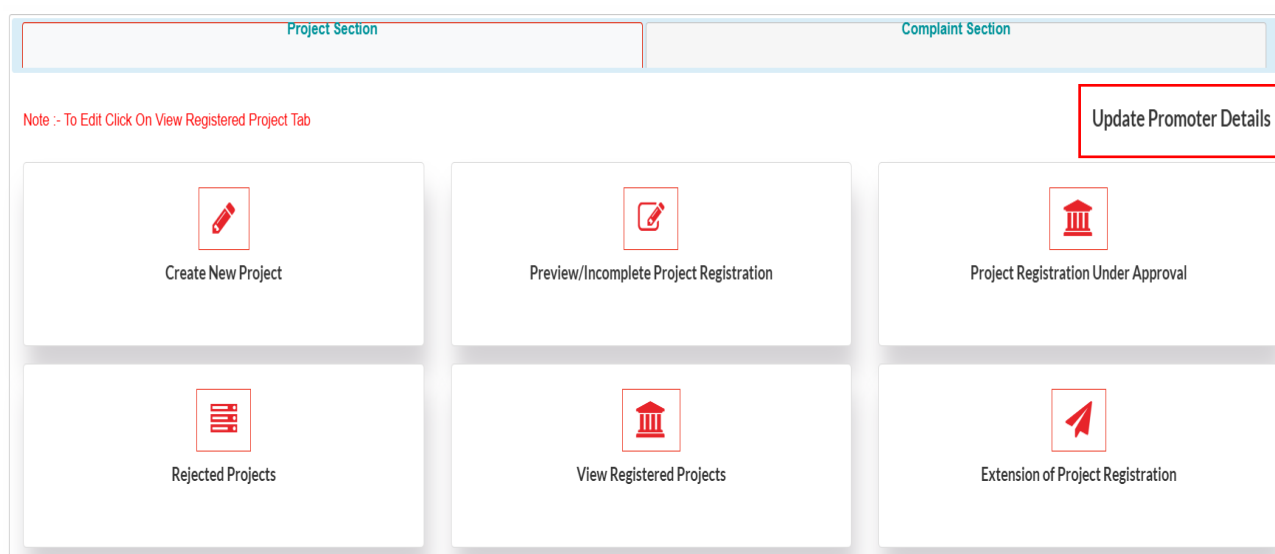 Project Section
Complaint Section
Note :- To Edit Click On View Registered Project Tab
Update Promoter Details
Create New Project
Preview/Incomplete Project Registration
Project Registration Under Approval
Rejected Projects
View Registered Projects
Extension of Project Registration